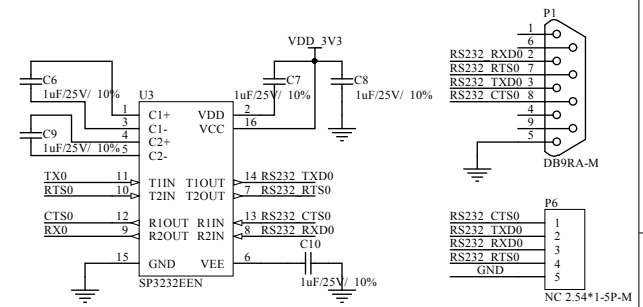 P1
1
6
RS232_RXD0 2
RS232_RTS0 7
RS232_TXD0 3
RS232_CTS0 8
4
9
5
DB9RA-M
VDD_3V3
C6
1uF/25V/ 10%
C7
1uF/25V/ 10%
C8
1uF/25V/ 10%
C9
1uF/25V/ 10%
U3
1 C1+ VDD 2
3 C1- VCC 16
4 C2+
5 C2-
TX0 11 T1IN T1OUT 14 RS232_TXD0
RTS0 10 T2IN T2OUT 7 RS232_RTS0
CTS0 12 R1OUT R1IN 13 RS232_CTS0
RX0 9 R2OUT R2IN 8 RS232_RXD0
15 GND VEE 6
SP3232EEN
C10
1uF/25V/ 10%
P6
RS232_CTS0 1
RS232_TXD0 2
RS232_RXD0 3
RS232_RTS0 4
GND 5
NC 2.54*1-5P-M